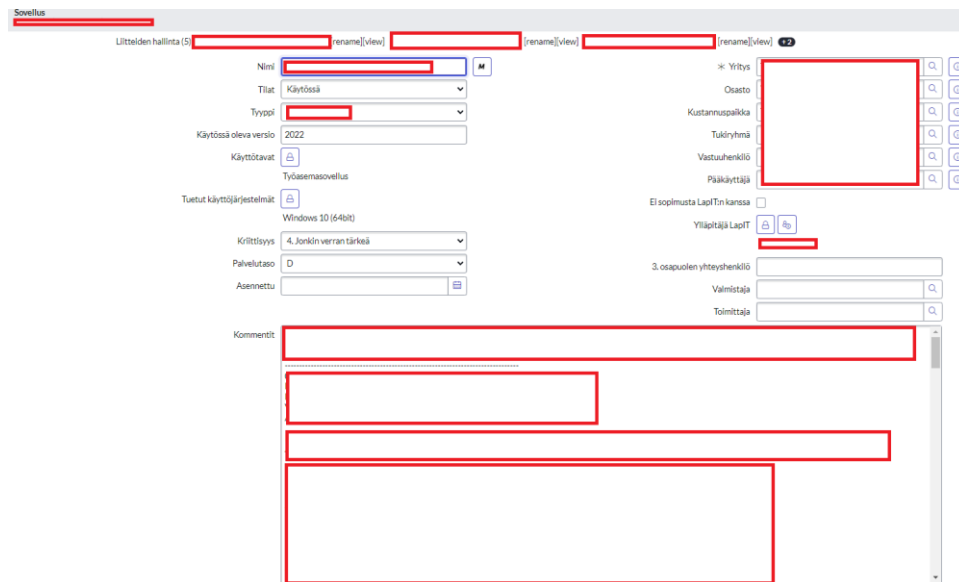 Sovellus
Liitteiden hallinta (5)
rename][view]
[rename][view]
[rename][view]
+2
Nimi
M
Tilat Käytössä
Tyyppi
Käytössä oleva versio 2022
Käyttötavat
Työasemasovellus
Tuetut käyttöjärjestelmät
Windows 10 (64bit)
Kriittisyys 4. Jonkin verran tärkeä
Palvelutaso D
Asennettu
✳ Yritys
Osasto
Kustannuspaikka
Tukiryhmä
Vastuuhenkilö
Pääkäyttäjä
Ei sopimusta LapIT:n kanssa
Ylläpitäjä LapIT
3. osapuolen yhteyshenkilö
Valmistaja
Toimittaja
Kommentit